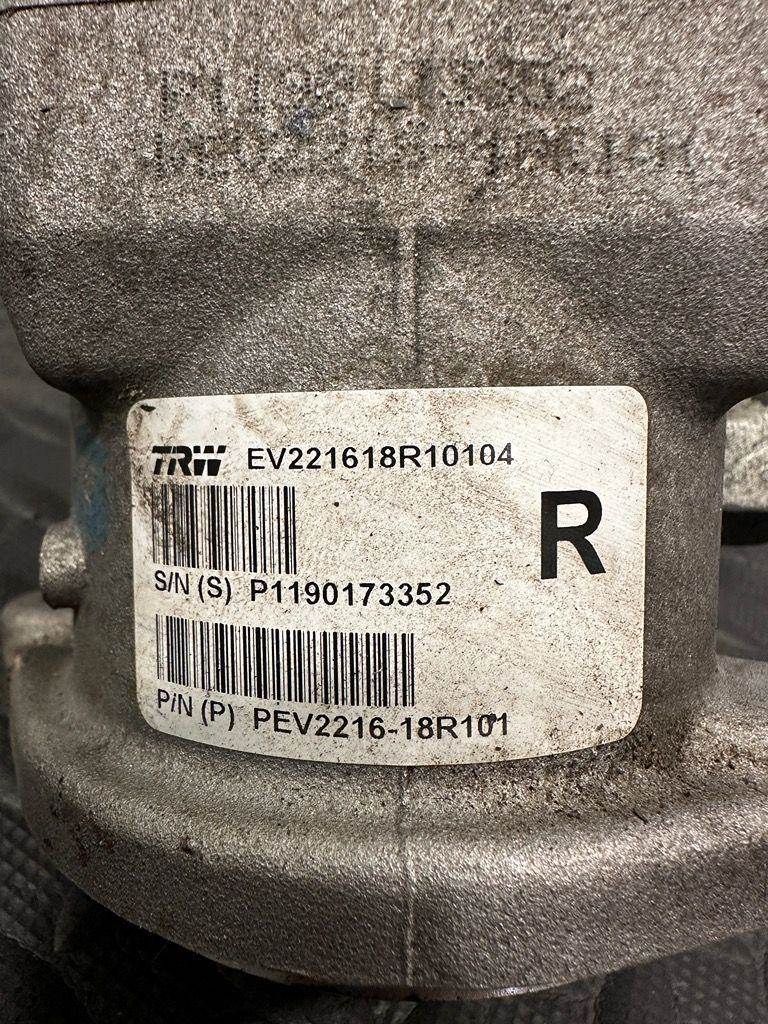 TRW EV221618R10104
R
S/N (S) P1190173352
P/N (P) PEV2216-18R101